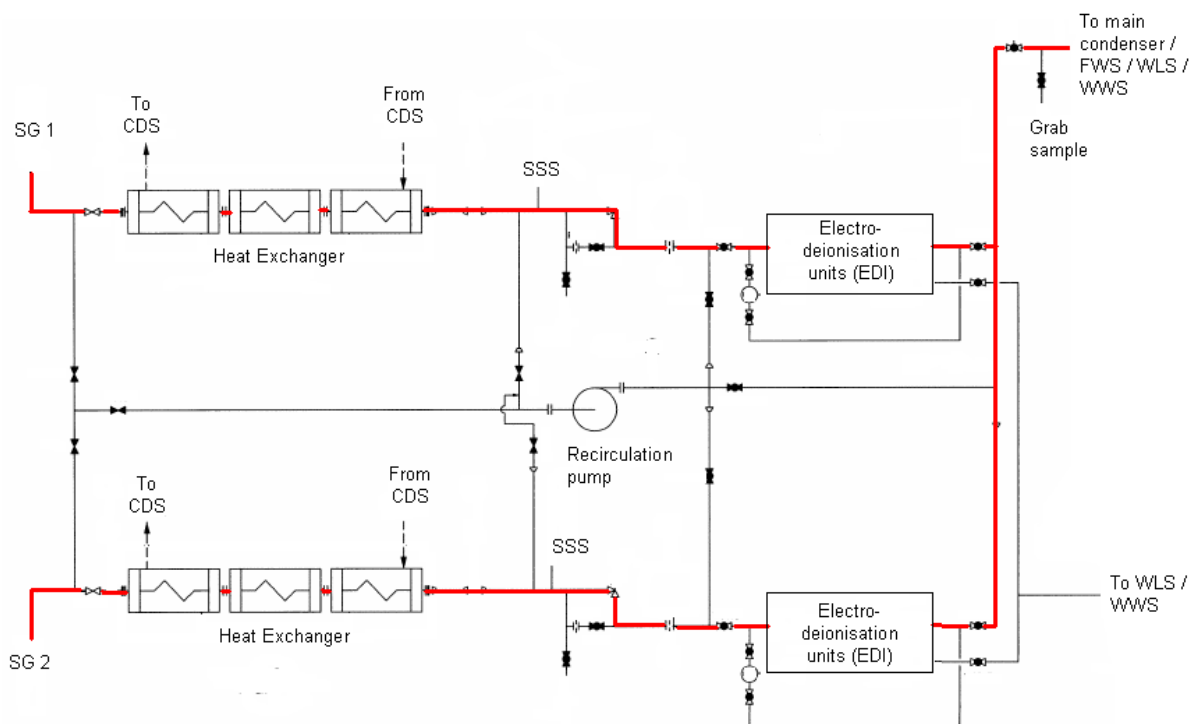 To main
condenser /
FWS / WLS /
WWS
Grab
sample
SG 1
To
CDS
From
CDS
SSS
Heat Exchanger
Electro-
deionisation
units (EDI)
Recirculation
pump
To
CDS
From
CDS
SSS
Heat Exchanger
SG 2
Electro-
deionisation
units (EDI)
To WLS /
WWS